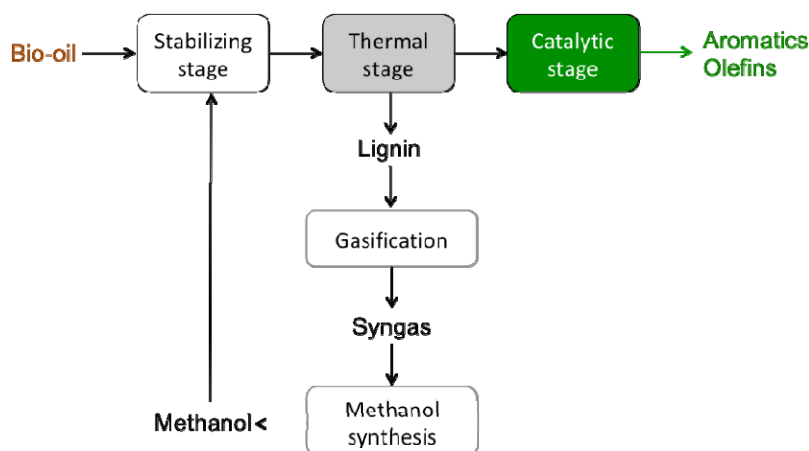 Bio-oil
Stabilizing
stage
Thermal
stage
Catalytic
stage
Aromatics
Olefins
Lignin
Gasification
Syngas
Methanol
synthesis
Methanol<